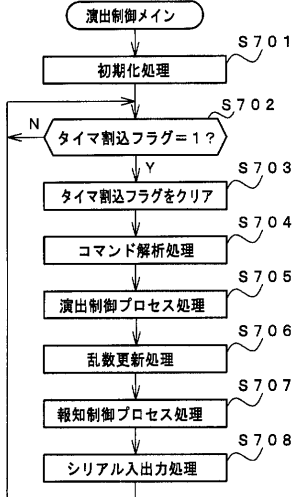 演出制御メイン
S701
初期化処理
S702
N
タイマ割込フラグ=1?
Y
S703
タイマ割込フラグをクリア
S704
コマンド解析処理
S705
演出制御プロセス処理
S706
乱数更新処理
S707
報知制御プロセス処理
S708
シリアル入出力処理